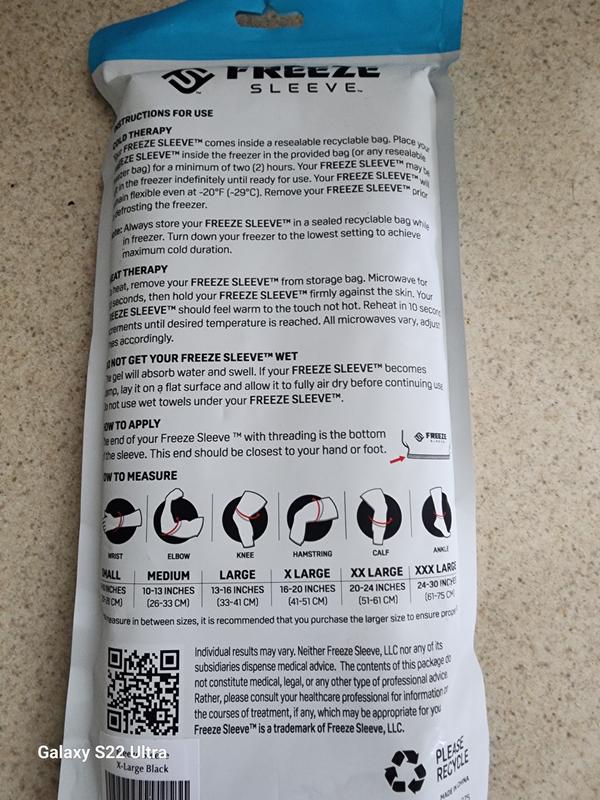 FREEZE
SLEEVE™
INSTRUCTIONS FOR USE
COLD THERAPY
FREEZE SLEEVE™ comes inside a resealable recyclable bag. Place your
SLEEVE™ inside the freezer in the provided bag (or any resealable
bag) for a minimum of two (2) hours. Your FREEZE SLEEVE™ may be
in the freezer indefinitely until ready for use. Your FREEZE SLEEVE™ will
flexible even at -20°F (-29°C). Remove your FREEZE SLEEVE™ prior
defrosting the freezer.
Always store your FREEZE SLEEVE™ in a sealed recyclable bag while
in freezer. Turn down your freezer to the lowest setting to achieve
maximum cold duration.
HEAT THERAPY
heat, remove your FREEZE SLEEVE™ from storage bag. Microwave for
seconds, then hold your FREEZE SLEEVE™ firmly against the skin. Your
SLEEVE™ should feel warm to the touch not hot. Reheat in 10 second
until desired temperature is reached. All microwaves vary, adjust
accordingly.
NOT GET YOUR FREEZE SLEEVE™ WET
gel will absorb water and swell. If your FREEZE SLEEVE™ becomes
lay it on a flat surface and allow it to fully air dry before continuing use.
not use wet towels under your FREEZE SLEEVE™.
HOW TO APPLY
end of your Freeze Sleeve ™ with threading is the bottom
the sleeve. This end should be closest to your hand or foot.
FREEZE
SLEEVE
HOW TO MEASURE
WRIST ELBOW KNEE HAMSTRING CALF ANKLE
SMALL MEDIUM LARGE X LARGE XX LARGE XXX LARGE
INCHES 10-13 INCHES 13-16 INCHES 16-20 INCHES 20-24 INCHES 24-30 INCHES
CM) (26-33 CM) (33-41 CM) (41-51 CM) (51-61 CM) (61-75 CM)
measure in between sizes, it is recommended that you purchase the larger size to ensure proper
Individual results may vary. Neither Freeze Sleeve, LLC nor any of its
subsidiaries dispense medical advice. The contents of this package do
not constitute medical, legal, or any other type of professional advice.
Rather, please consult your healthcare professional for information on
the courses of treatment, if any, which may be appropriate for you
Freeze Sleeve™ is a trademark of Freeze Sleeve, LLC.
Galaxy S22 Ultra
X-Large Black
PLEASE
RECYCLE
MADE IN CHINA